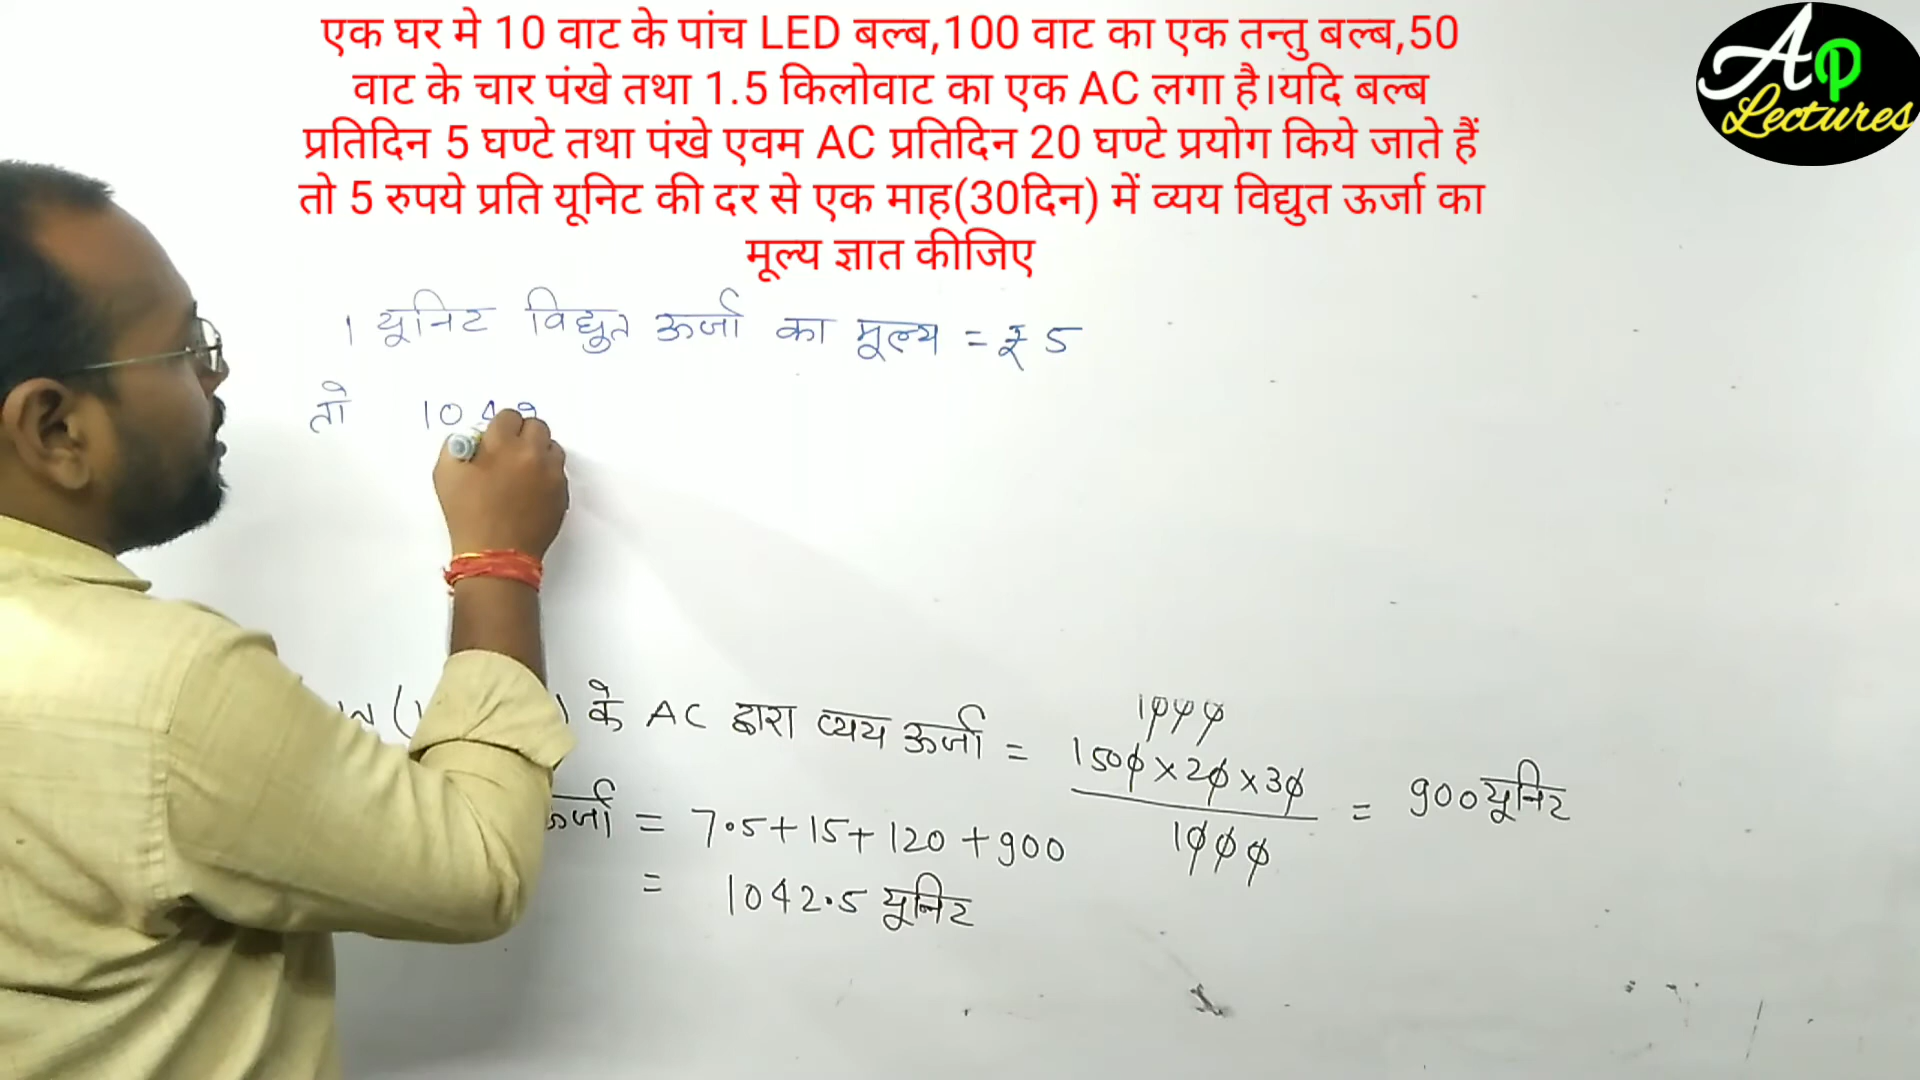 एक घर मे 10 वाट के पांच LED बल्ब,100 वाट का एक तन्तु बल्ब,50
वाट के चार पंखे तथा 1.5 किलोवाट का एक AC लगा है।यदि बल्ब
प्रतिदिन 5 घण्टे तथा पंखे एवम AC प्रतिदिन 20 घण्टे प्रयोग किये जाते हैं
तो 5 रुपये प्रति यूनिट की दर से एक माह(30दिन) में व्यय विद्युत ऊर्जा का
मूल्य ज्ञात कीजिए
AP
Lectures
1 यूनिट विद्युत ऊर्जा का मूल्य = ₹ 5
तो 1042
के AC द्वारा व्यय ऊर्जा = 1500×20×30 / 1000 = 900 यूनिट
ऊर्जा = 7.5+15+120+900
= 1042.5 यूनिट